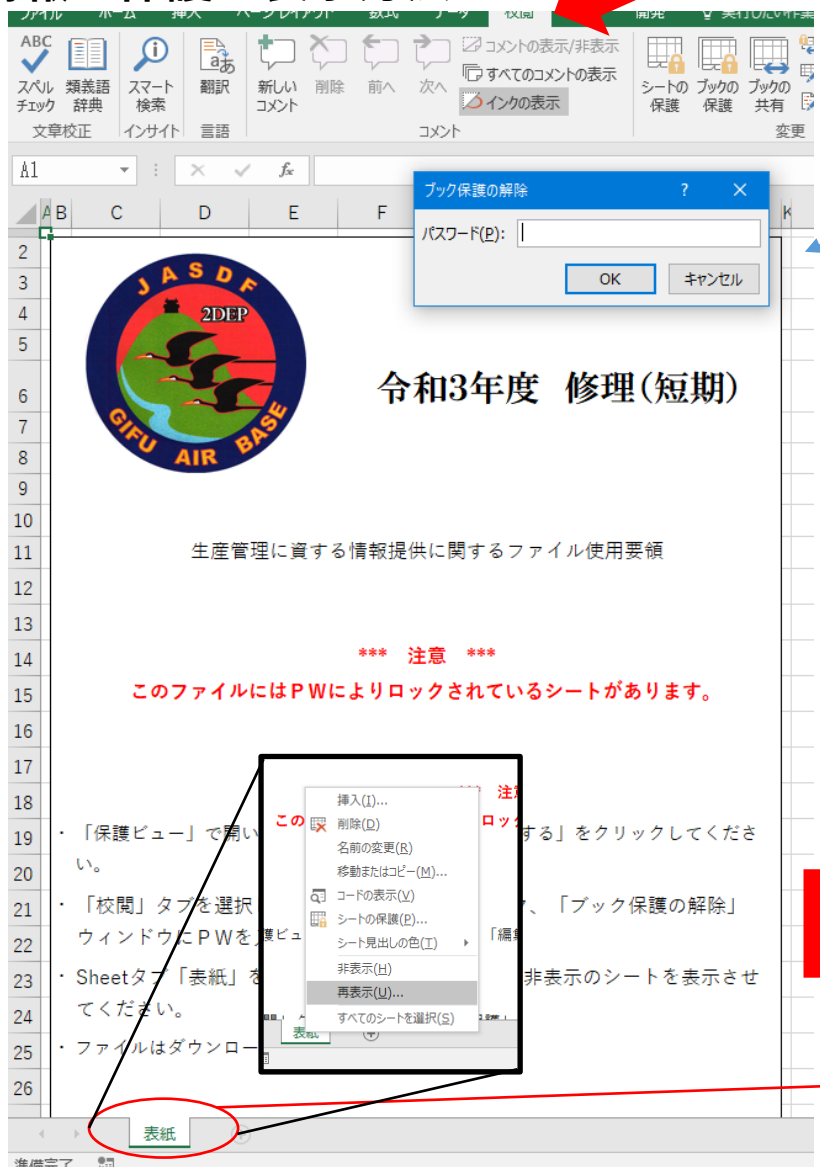 ファイル ホーム 挿入 ページレイアウト 数式 データ 校閲 開発
ABC
スペル
チェック
類義語
辞典
スマート
検索
翻訳
新しい
コメント
削除
前へ
次へ
コメントの表示/非表示
すべてのコメントの表示
インクの表示
シートの
保護
ブックの
保護
ブックの
共有
文章校正 インサイト 言語 コメント 変更
A1 fx
ブック保護の解除 ? ×
パスワード(P):
OK キャンセル
A B C D E F K
2
3
4
5
6
7
8
9
10
11
12
13
14
15
16
17
18
19
20
21
22
23
24
25
26
JASDF
2DEP
GIFU AIR BASE
令和3年度 修理(短期)
生産管理に資する情報提供に関するファイル使用要領
*** 注意 ***
このファイルにはPWによりロックされているシートがあります。
・「保護ビュー」で開い
する」をクリックしてくださ
い。
・「校閲」タブを選択
、「ブック保護の解除」
ウィンドウにPWを
・Sheetタブ「表紙」を
非表示のシートを表示させ
てください。
・ファイルはダウンロー
挿入(I)...
削除(D)
名前の変更(R)
移動またはコピー(M)...
コードの表示(V)
シートの保護(P)...
シート見出しの色(T)
非表示(H)
再表示(U)...
すべてのシートを選択(S)
表紙
表紙
準備完了